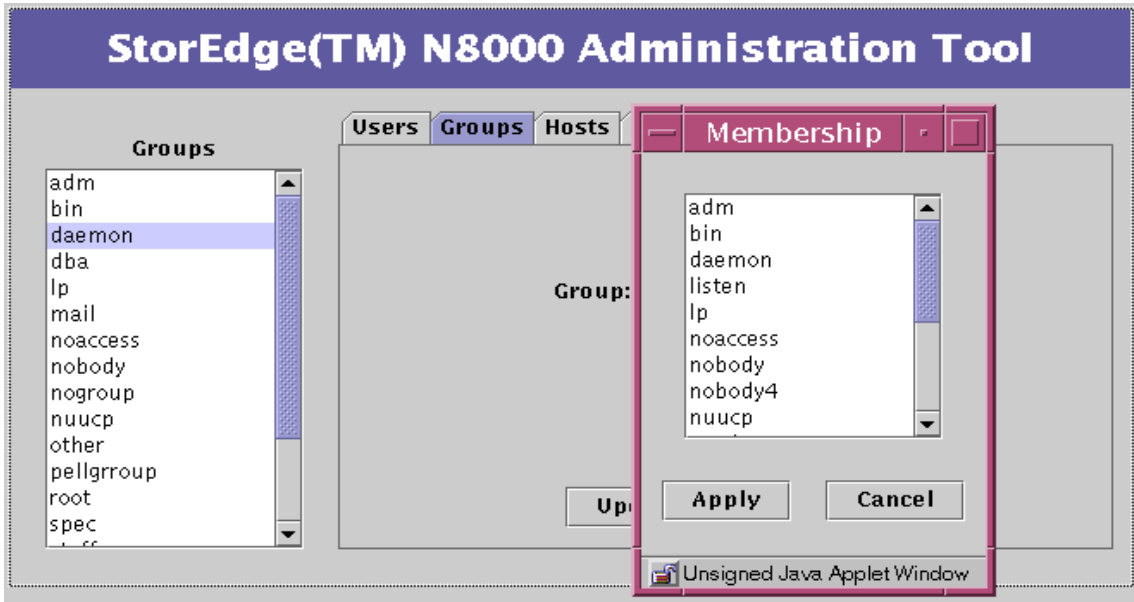 StorEdge(TM) N8000 Administration Tool
Groups
adm
bin
daemon
dba
lp
mail
noaccess
nobody
nogroup
nuucp
other
pellgrroup
root
spec
Users
Groups
Hosts
Group:
Membership
adm
bin
daemon
listen
lp
noaccess
nobody
nobody4
nuucp
Apply
Cancel
Unsigned Java Applet Window